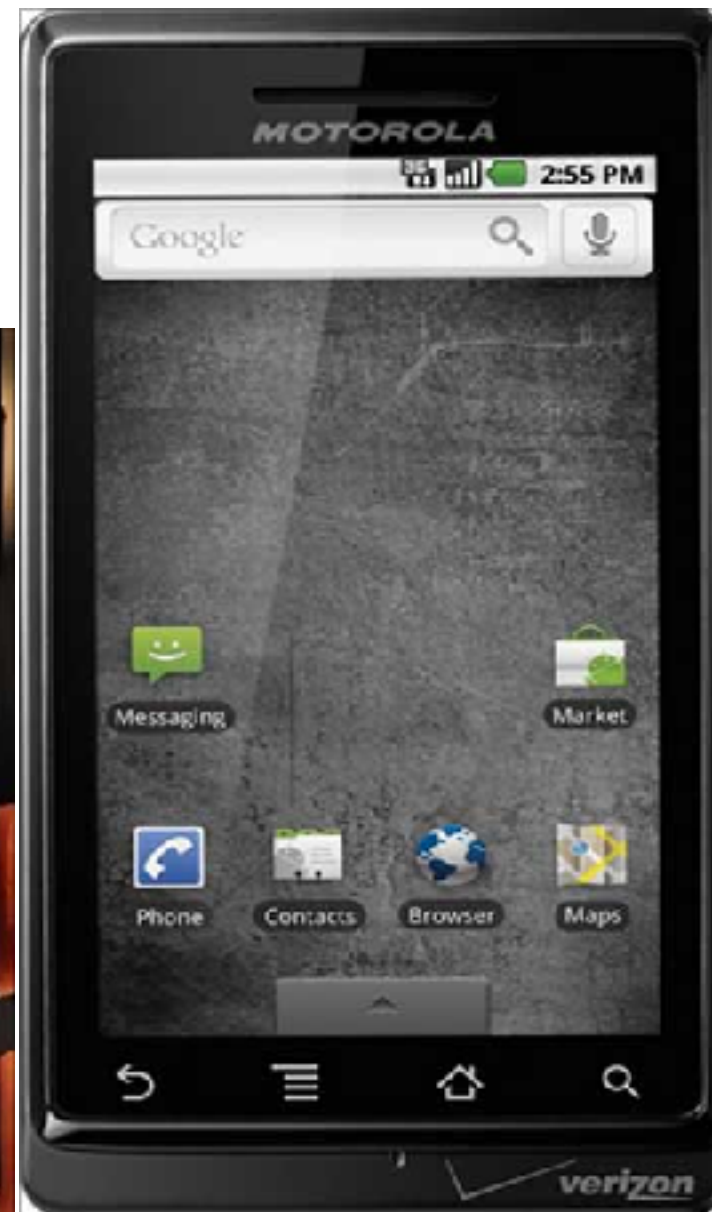 MOTOROLA
2:55 PM
Google
Messaging
Market
Phone
Contacts
Browser
Maps
verizon